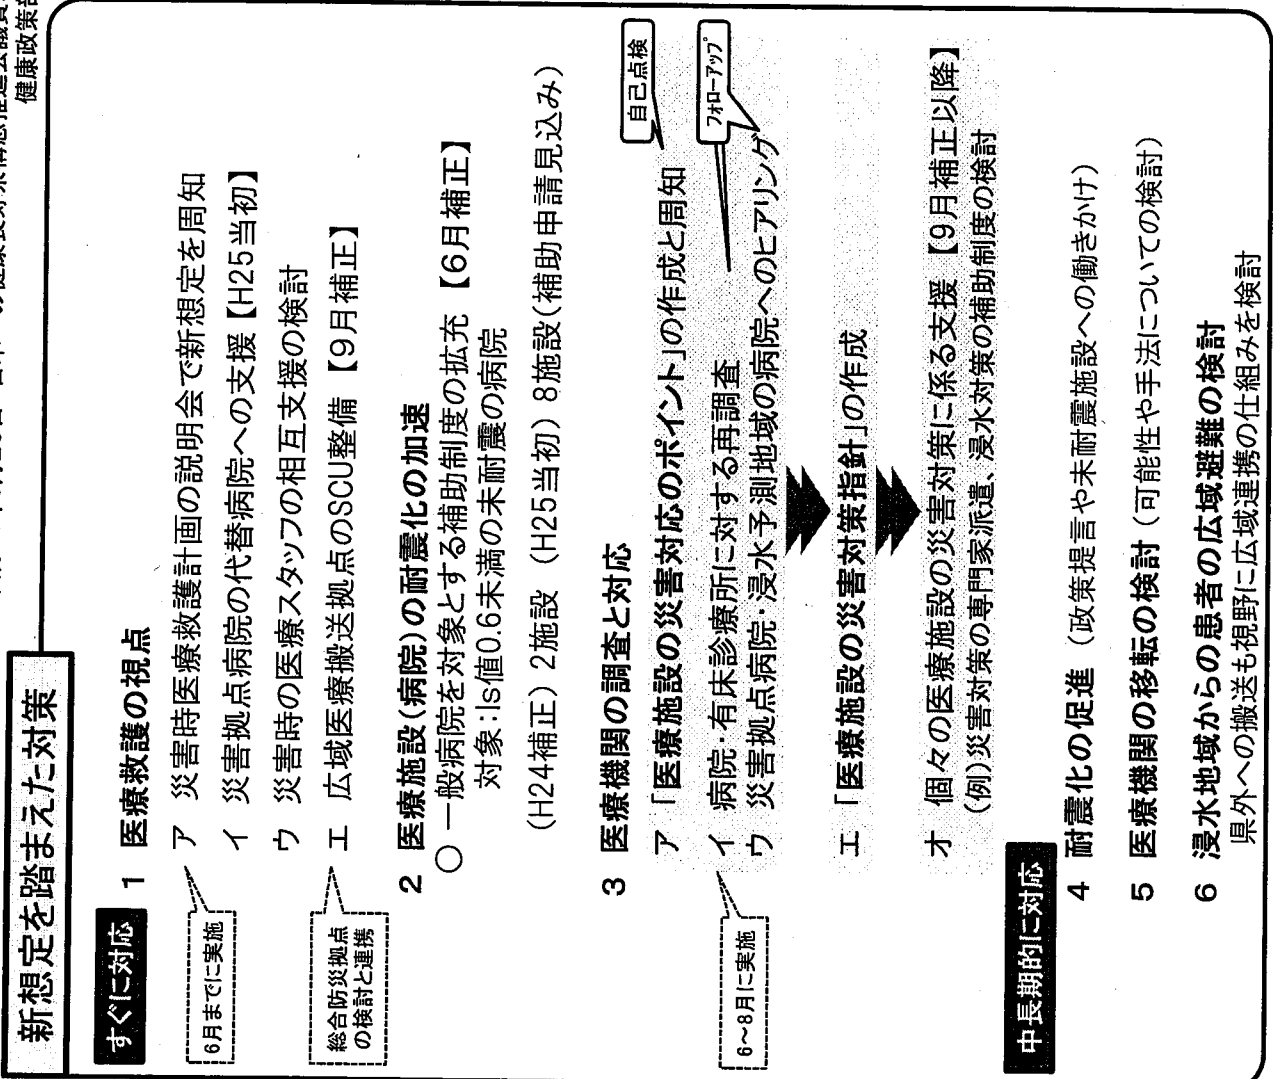 健康政策部
新想定を踏まえた対策
すぐに対応
1 医療救護の視点
ア 災害時医療救護計画の説明会で新想定を周知
6月までに実施
イ 災害拠点病院の代替病院への支援【H25当初】
ウ 災害時の医療スタッフの相互支援の検討
エ 広域医療搬送拠点のSCU整備 【9月補正】
総合防災拠点
の検討と連携
2 医療施設(病院)の耐震化の加速
○ 一般病院を対象とする補助制度の拡充 【6月補正】
対象:Is値0.6未満の未耐震の病院
(H24補正) 2施設 (H25当初) 8施設(補助申請見込み)
3 医療機関の調査と対応
ア 「医療施設の災害対応のポイント」の作成と周知
自己点検
イ 病院・有床診療所に対する再調査
6~8月に実施
フォローアップ
ウ 災害拠点病院・浸水予測地域の病院へのヒアリング
エ 「医療施設の災害対策指針」の作成
オ 個々の医療施設の災害対策に係る支援 【9月補正以降】
(例)災害対策の専門家派遣、浸水対策の補助制度の検討
中長期的に対応
4 耐震化の促進 (政策提言や未耐震施設への働きかけ)
5 医療機関の移転の検討 (可能性や手法についての検討)
6 浸水地域からの患者の広域避難の検討
県外への搬送も視野に広域連携の仕組みを検討